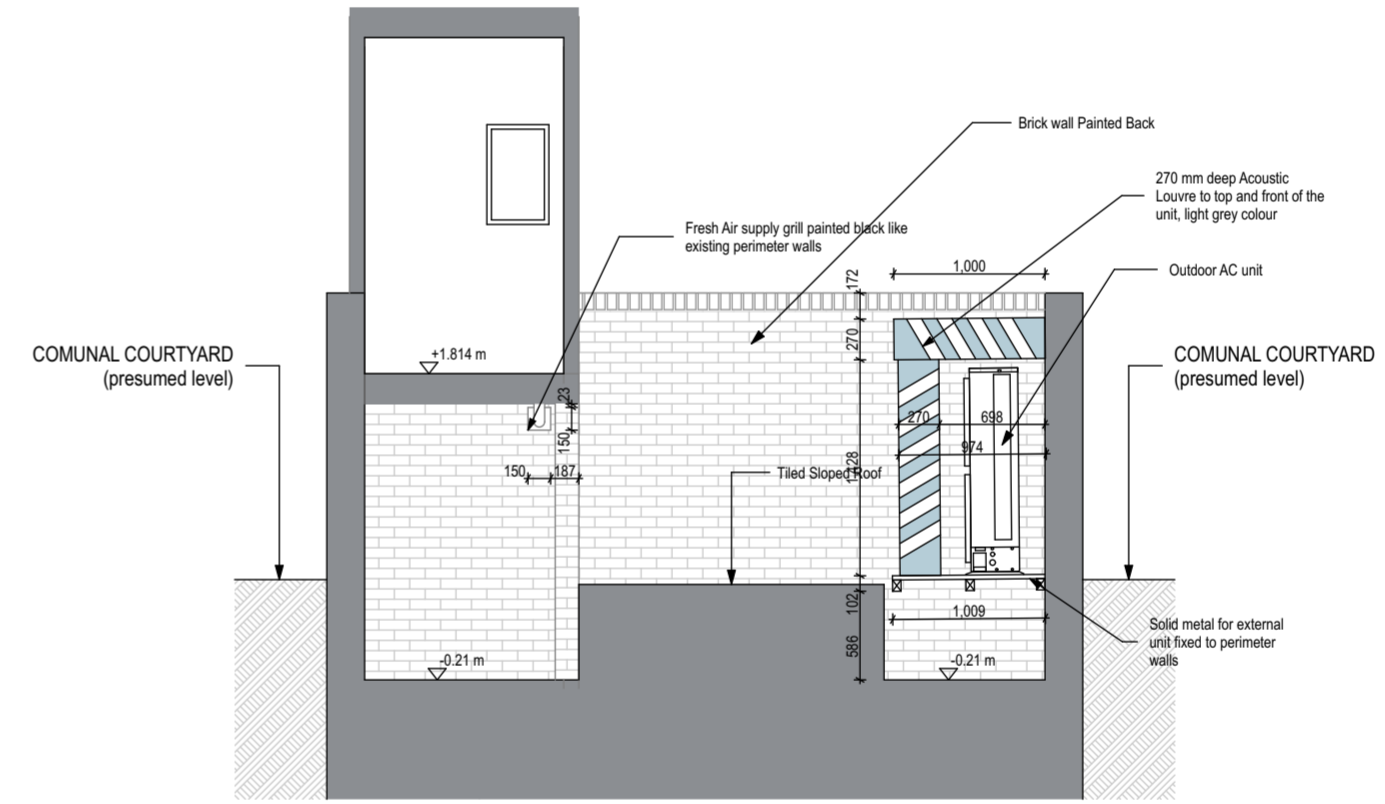 Brick wall Painted Back
270 mm deep Acoustic
Louvre to top and front of the
unit, light grey colour
Fresh Air supply grill painted black like
existing perimeter walls
1,000
Outdoor AC unit
172
270
COMUNAL COURTYARD
(presumed level)
+1.814 m
COMUNAL COURTYARD
(presumed level)
23
150
150
187
270
698
974
Tiled Sloped Roof
102
586
1,009
Solid metal for external
unit fixed to perimeter
walls
-0.21 m
-0.21 m